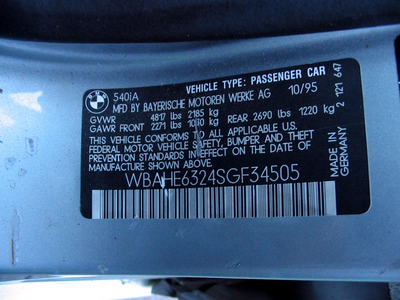 BMW
VEHICLE TYPE: PASSENGER CAR
540iA 10/95
MFD BY BAYERISCHE MOTOREN WERKE AG
GVWR 4817 lbs 2185 kg
GAWR FRONT 2271 lbs 1030 kg REAR 2690 lbs 1220 kg
THIS CAR CONFORMS TO ALL APPLICABLE US
FEDERAL MOTOR VEHICLE SAFETY, BUMPER AND
THEFT PREVENTION STANDARDS IN EFFECT ON THE
DATE OF MANUFACTURE SHOWN ABOVE.
WBAHE6324SGF34505
2 121 647
MADE IN
GERMANY